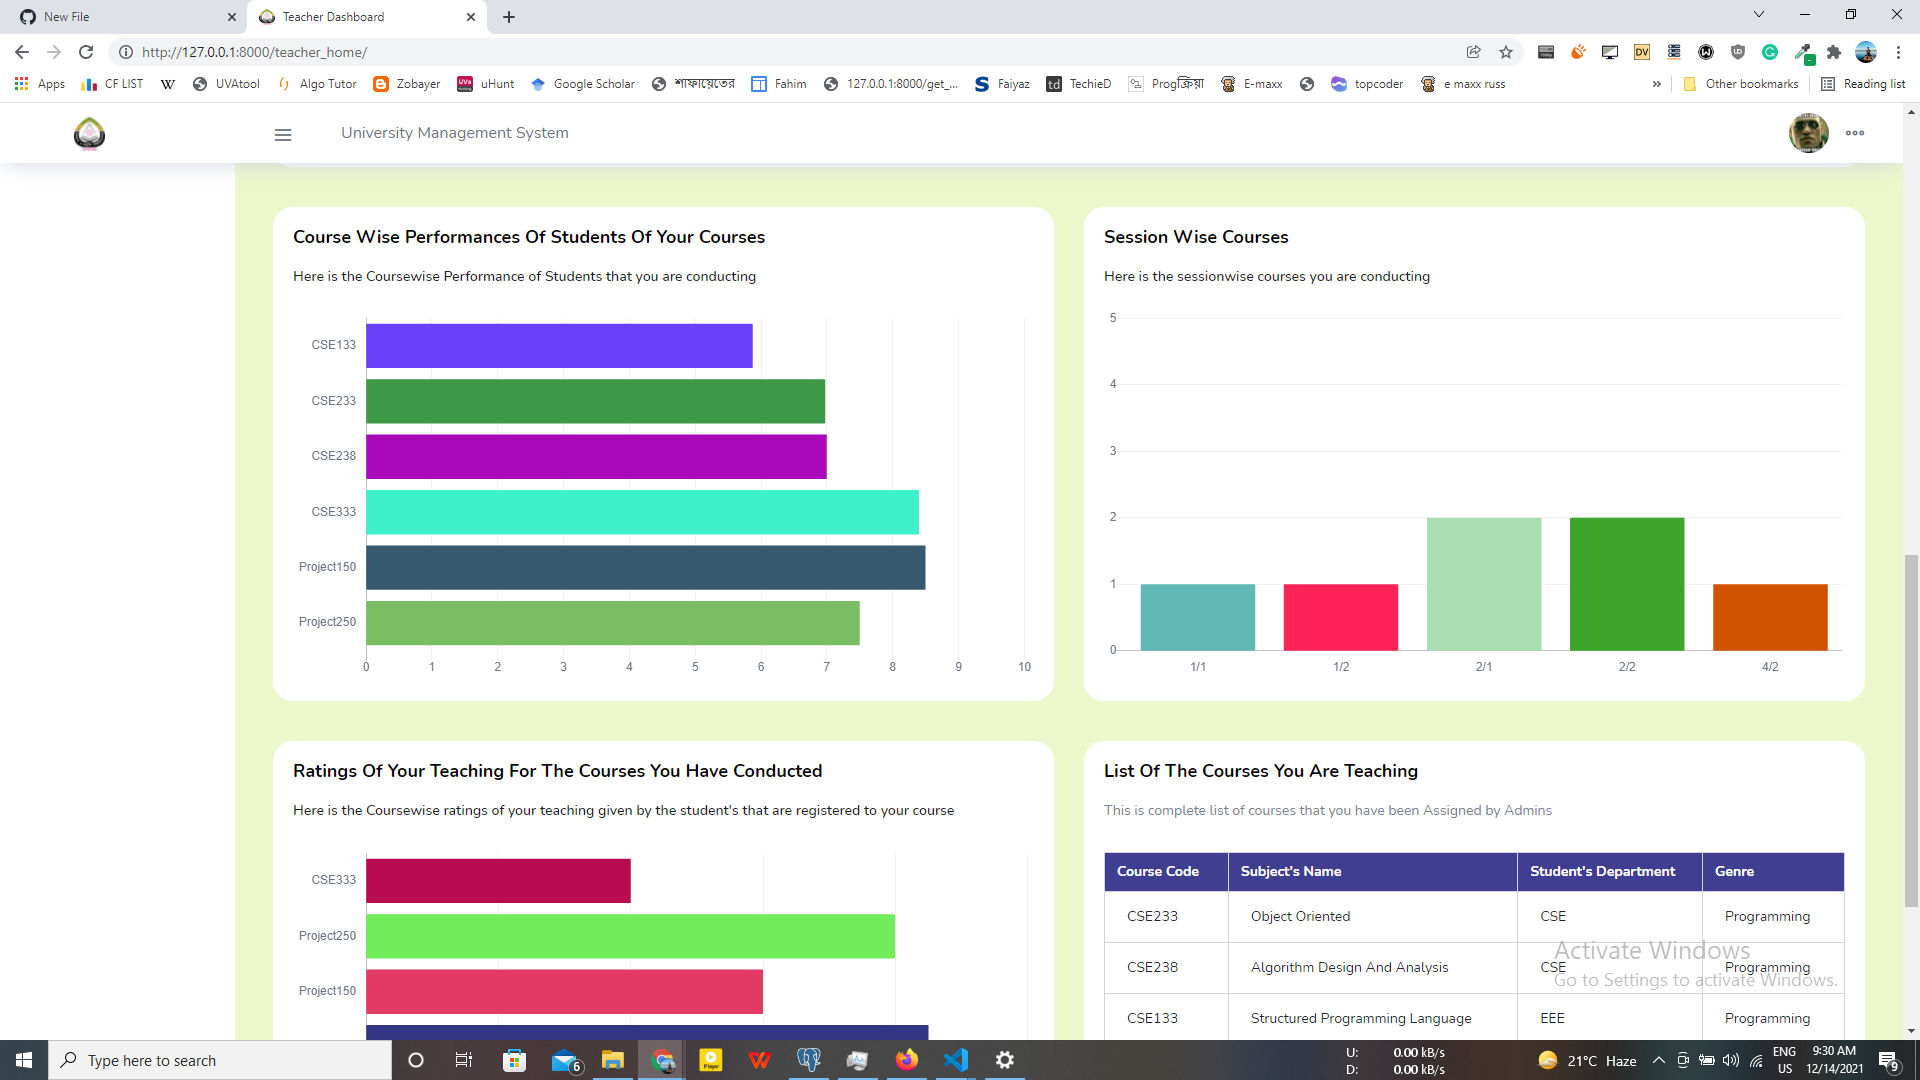 New File
Teacher Dashboard
http://127.0.0.1:8000/teacher_home/
Apps CF LIST W UVAtool Algo Tutor Zobayer uHunt Google Scholar শাফায়েতের Fahim 127.0.0.1:8000/get_... Faiyaz td TechieD Progক্রিয়া E-maxx topcoder e maxx russ » Other bookmarks Reading list
University Management System
Course Wise Performances Of Students Of Your Courses
Here is the Coursewise Performance of Students that you are conducting
CSE133
CSE233
CSE238
CSE333
Project150
Project250
0 1 2 3 4 5 6 7 8 9 10
Session Wise Courses
Here is the sessionwise courses you are conducting
5
4
3
2
1
0
1/1 1/2 2/1 2/2 4/2
Ratings Of Your Teaching For The Courses You Have Conducted
Here is the Coursewise ratings of your teaching given by the student's that are registered to your course
CSE333
Project250
Project150
List Of The Courses You Are Teaching
This is complete list of courses that you have been Assigned by Admins
Course Code Subject's Name Student's Department Genre
CSE233 Object Oriented CSE Programming
CSE238 Algorithm Design And Analysis CSE Programming
CSE133 Structured Programming Language EEE Programming
Activate Windows
Go to Settings to activate Windows.
Type here to search
6
Player
U: 0.00 kB/s
D: 0.00 kB/s
21°C Haze
ENG
US
9:30 AM
12/14/2021
9